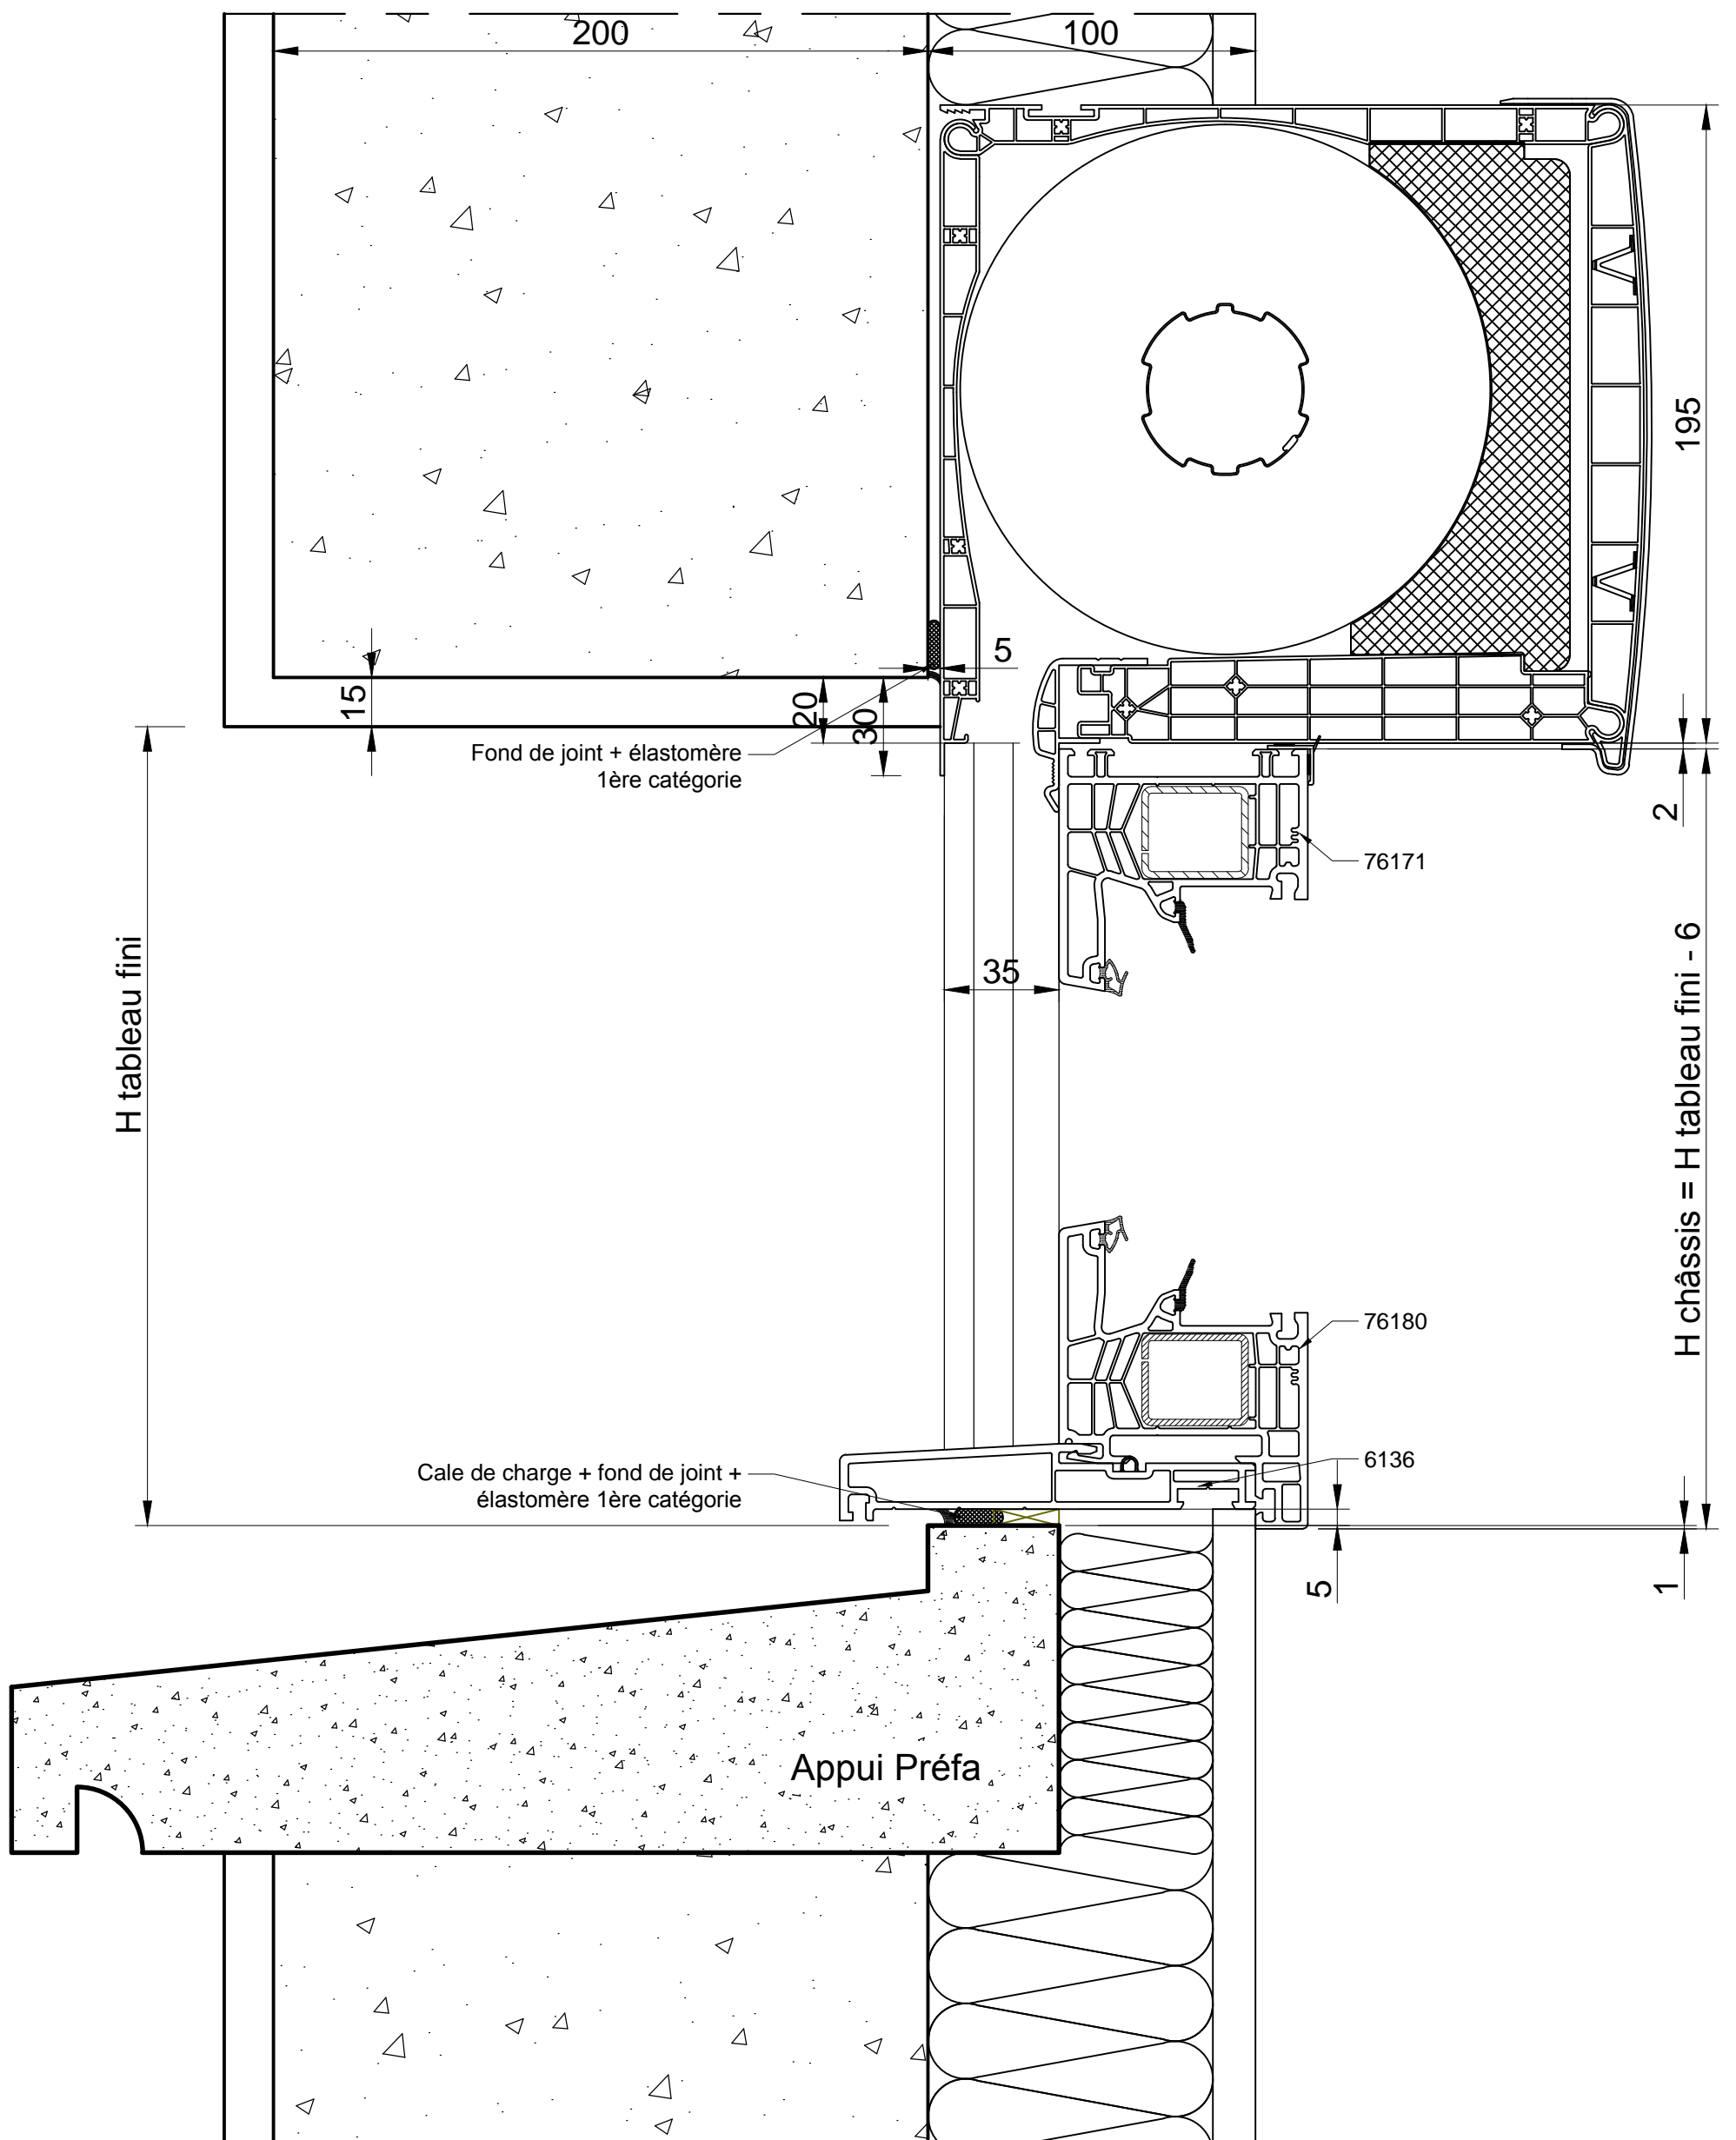 200
100
195
5
15
20
30
Fond de joint + élastomère
1ère catégorie
2
76171
H tableau fini
35
H châssis = H tableau fini - 6
76180
Cale de charge + fond de joint +
élastomère 1ère catégorie
6136
5
1
Appui Préfa